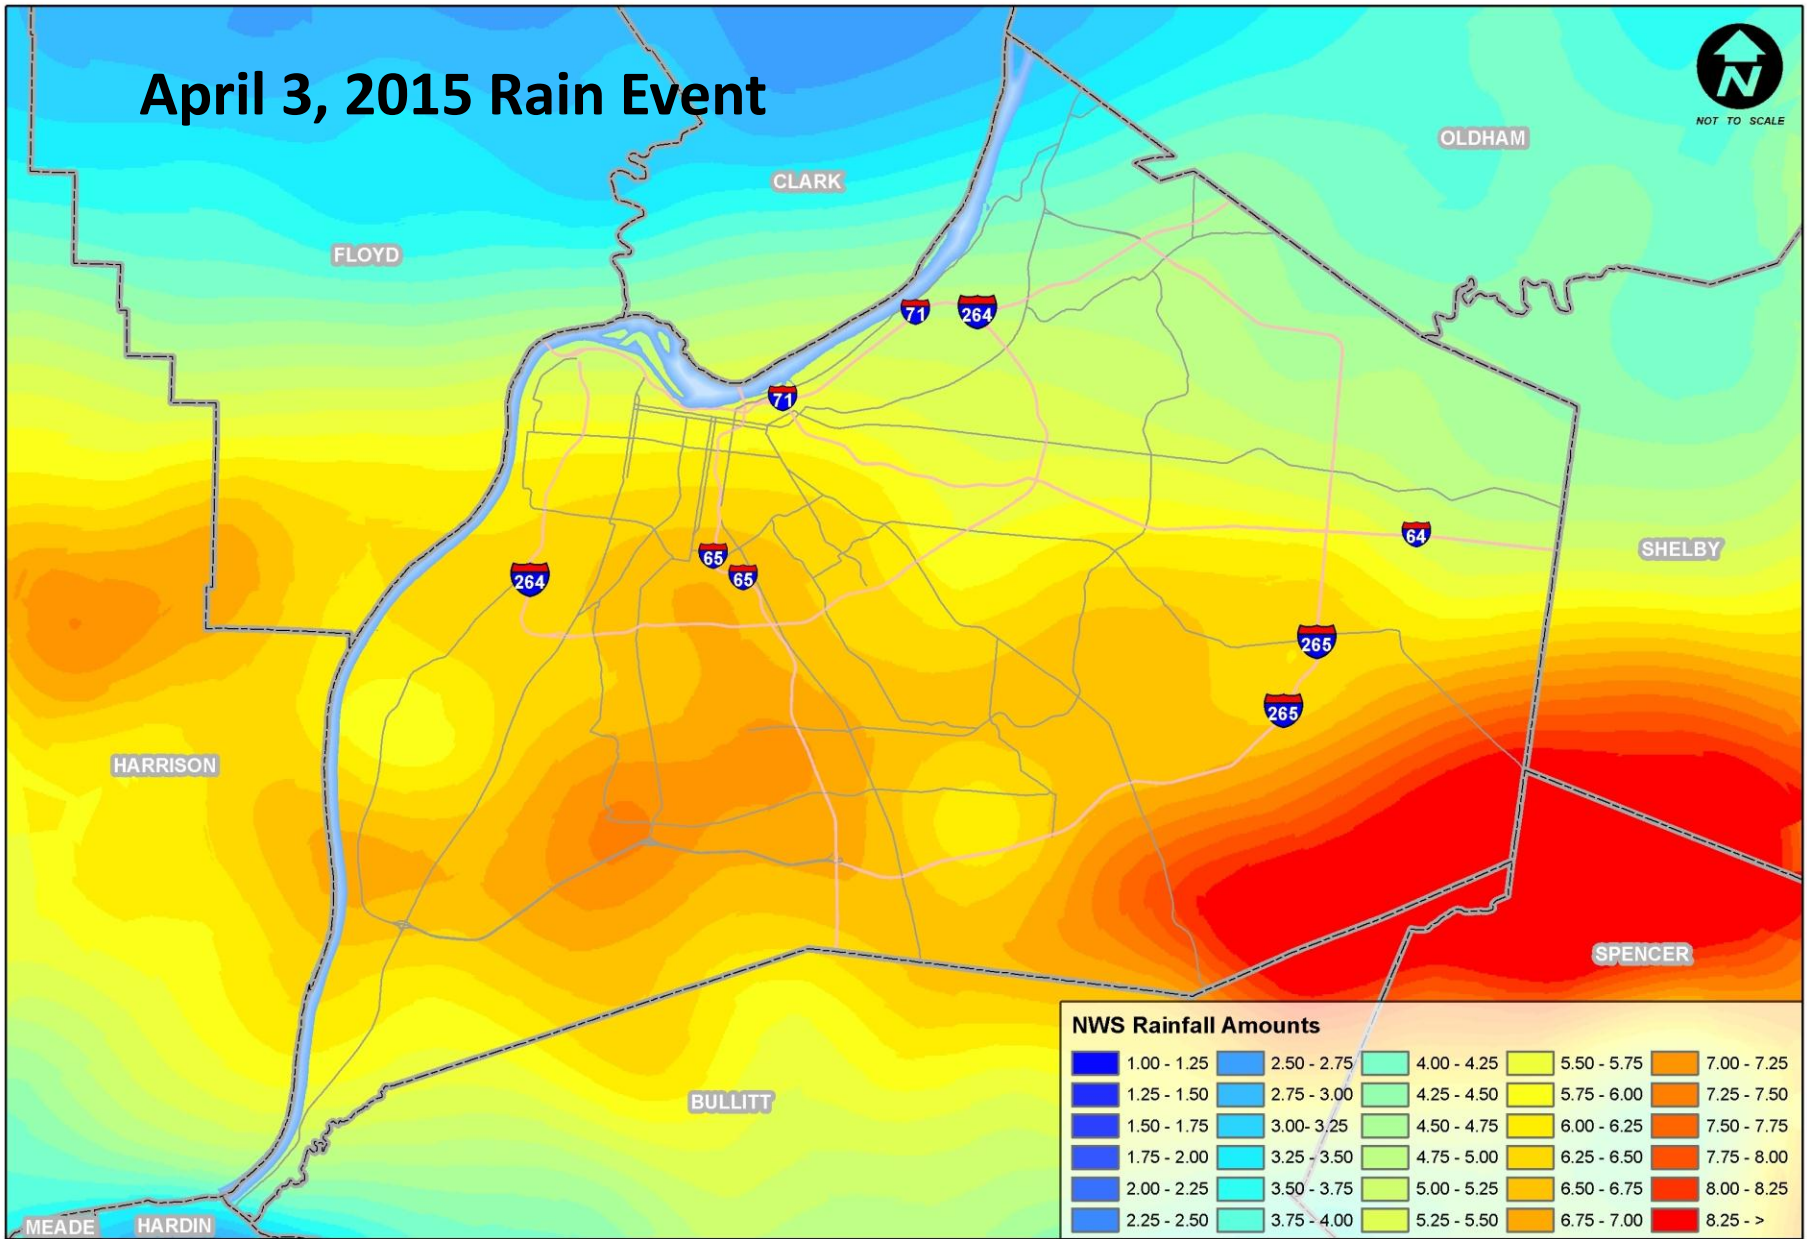 April 3, 2015 Rain Event
N
NOT TO SCALE
OLDHAM
CLARK
FLOYD
71
264
71
64
SHELBY
65
65
264
265
265
HARRISON
SPENCER
BULLITT
MEADE
HARDIN
NWS Rainfall Amounts
1.00 - 1.25
1.25 - 1.50
1.50 - 1.75
1.75 - 2.00
2.00 - 2.25
2.25 - 2.50
2.50 - 2.75
2.75 - 3.00
3.00- 3.25
3.25 - 3.50
3.50 - 3.75
3.75 - 4.00
4.00 - 4.25
4.25 - 4.50
4.50 - 4.75
4.75 - 5.00
5.00 - 5.25
5.25 - 5.50
5.50 - 5.75
5.75 - 6.00
6.00 - 6.25
6.25 - 6.50
6.50 - 6.75
6.75 - 7.00
7.00 - 7.25
7.25 - 7.50
7.50 - 7.75
7.75 - 8.00
8.00 - 8.25
8.25 - >